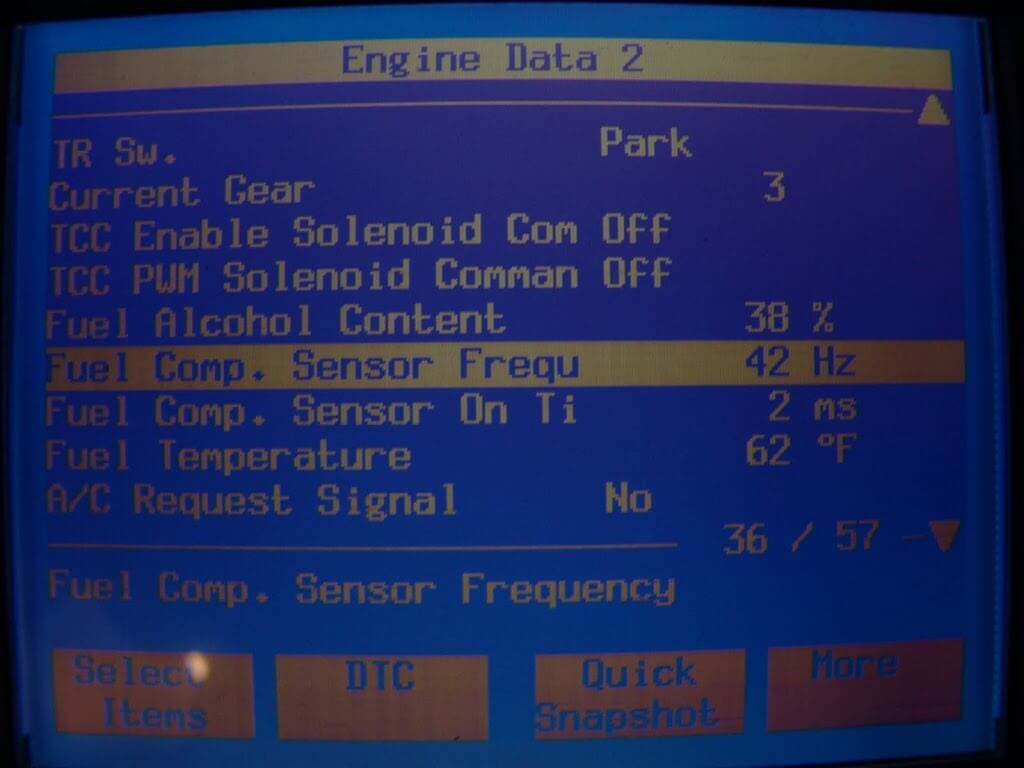 Engine Data 2
TR Sw. Park
Current Gear 3
TCC Enable Solenoid Com Off
TCC PWM Solenoid Comman Off
Fuel Alcohol Content 38 %
Fuel Comp. Sensor Frequ 42 Hz
Fuel Comp. Sensor On Ti 2 ms
Fuel Temperature 62 °F
A/C Request Signal No
36 / 57
Fuel Comp. Sensor Frequency
Select Items
DTC
Quick Snapshot
More